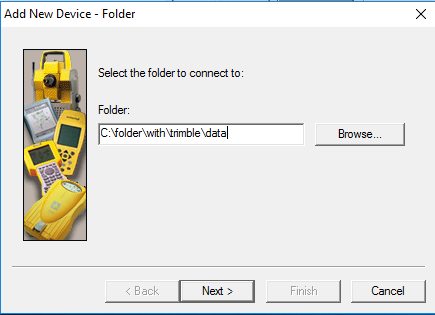 Add New Device - Folder
Select the folder to connect to:
Folder:
C:\folder\with\trimble\data
Browse...
< Back
Next >
Finish
Cancel